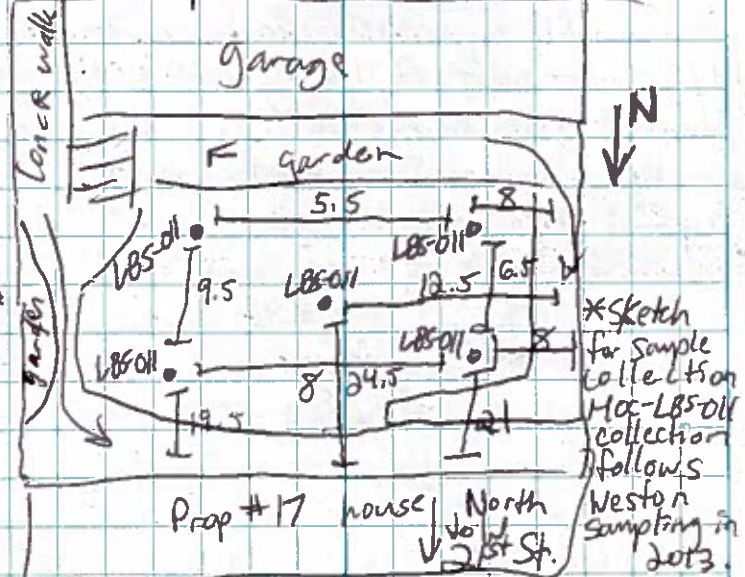 Concr walk
garage
N
garden
5.5
8
LBS-011
LBS-011
9.5
LBS-011
6.5
12.5
garden
LBS-011
LBS-011
8
8
24.5
19.5
21
*Sketch
for sample
collection
Hoc-LBS-011
collection
follows
Weston
sampling in
2013.
Prop #17 house North
to
21st St.